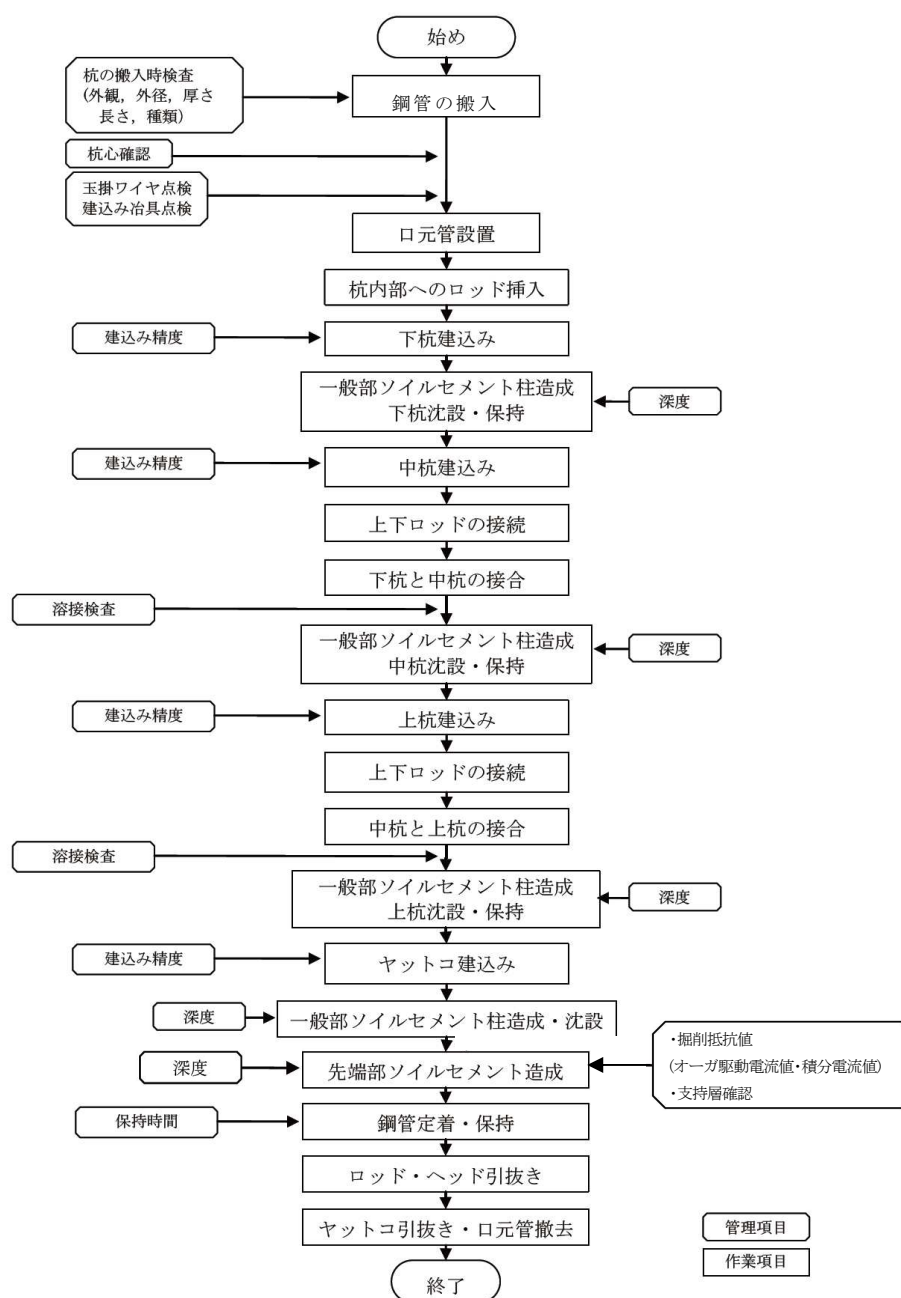 始め
杭の搬入時検査
(外観，外径，厚さ
長さ，種類)
鋼管の搬入
杭心確認
玉掛ワイヤ点検
建込み冶具点検
口元管設置
杭内部へのロッド挿入
建込み精度
下杭建込み
一般部ソイルセメント柱造成
下杭沈設・保持
深度
建込み精度
中杭建込み
上下ロッドの接続
下杭と中杭の接合
溶接検査
一般部ソイルセメント柱造成
中杭沈設・保持
深度
建込み精度
上杭建込み
上下ロッドの接続
中杭と上杭の接合
溶接検査
一般部ソイルセメント柱造成
上杭沈設・保持
深度
建込み精度
ヤットコ建込み
深度
一般部ソイルセメント柱造成・沈設
深度
先端部ソイルセメント造成
・掘削抵抗値
(オーガ駆動電流値・積分電流値)
・支持層確認
保持時間
鋼管定着・保持
ロッド・ヘッド引抜き
ヤットコ引抜き・口元管撤去
管理項目
作業項目
終了